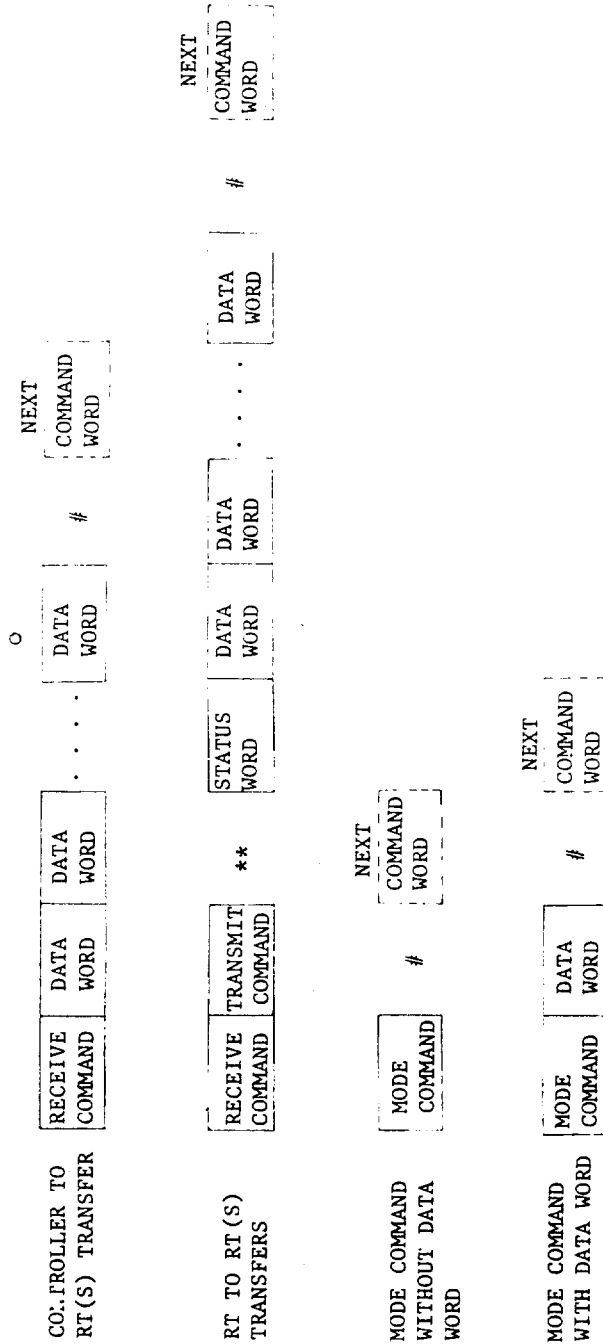 CO..TROLLER TO
RT(S) TRANSFER
RECEIVE
COMMAND
DATA
WORD
DATA
WORD
. . . .
DATA
WORD
#
NEXT
COMMAND
WORD
RT TO RT(S)
TRANSFERS
RECEIVE
COMMAND
TRANSMIT
COMMAND
**
STATUS
WORD
DATA
WORD
DATA
WORD
. . . .
DATA
WORD
#
NEXT
COMMAND
WORD
MODE COMMAND
WITHOUT DATA
WORD
MODE
COMMAND
#
NEXT
COMMAND
WORD
MODE COMMAND
WITH DATA WORD
MODE
COMMAND
DATA
WORD
#
NEXT
COMMAND
WORD